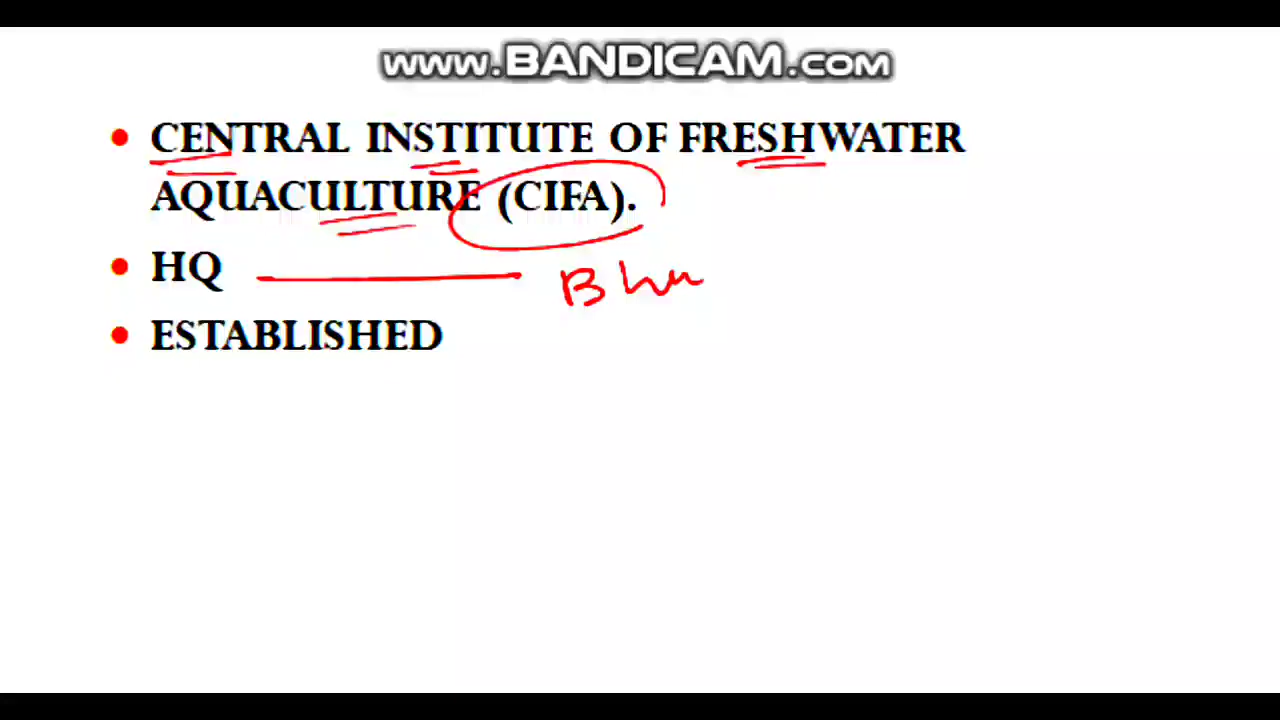 www.BANDICAM.com
• CENTRAL INSTITUTE OF FRESHWATER
AQUACULTURE (CIFA).
• HQ Bhu
• ESTABLISHED